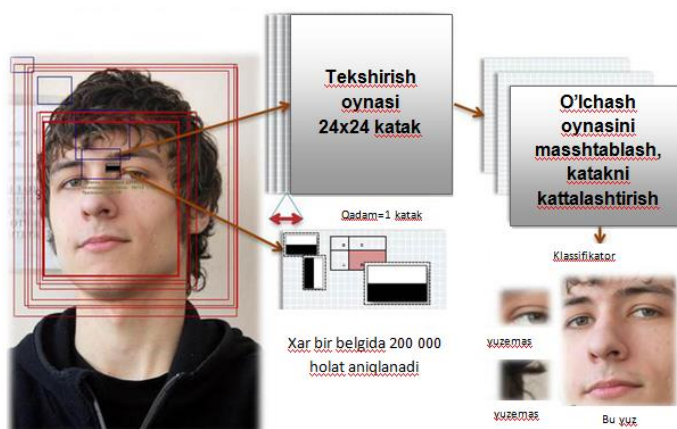 Tekshirish
oynasi
24x24 katak
O'lchash
oynasini
masshtablash,
katakni
kattalashtirish
Qadam=1 katak
Klassifikator
Xar bir belgida 200 000
holat aniqlanadi
yuzemas
yuzemas
Bu yuz